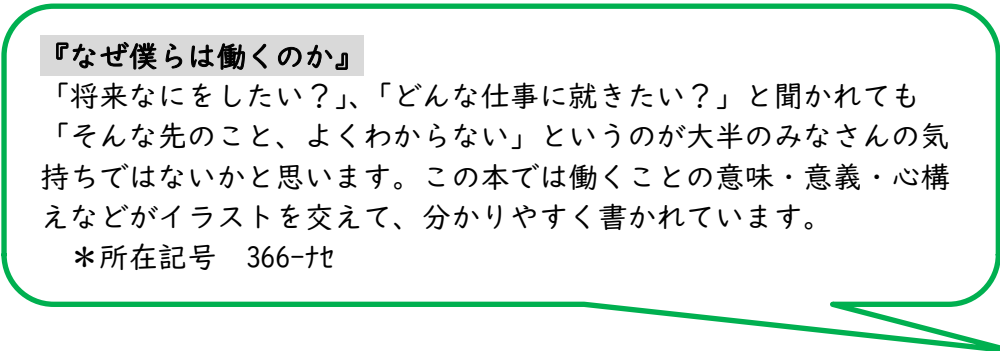 『なぜ僕らは働くのか』
「将来なにをしたい？」、「どんな仕事に就きたい？」と聞かれても
「そんな先のこと、よくわからない」というのが大半のみなさんの気
持ちではないかと思います。この本では働くことの意味・意義・心構
えなどがイラストを交えて、分かりやすく書かれています。
＊所在記号　366-ﾅｾ